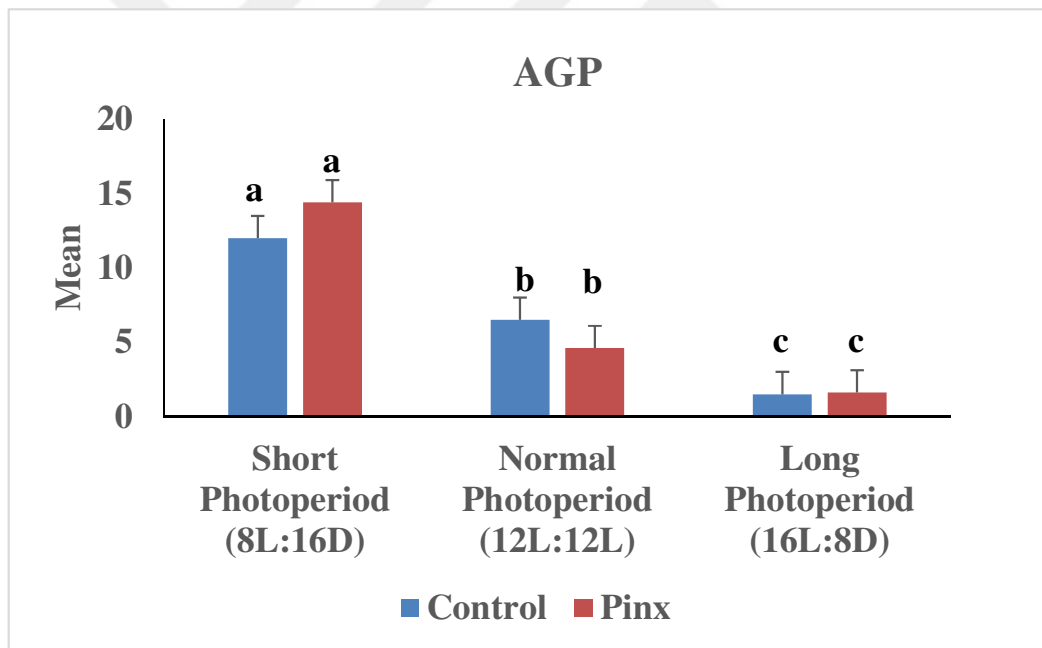 AGP
20
15
10
5
0
Mean
a
a
b
b
c
c
Short
Photoperiod
(8L:16D)
Normal
Photoperiod
(12L:12L)
Long
Photoperiod
(16L:8D)
Control
Pinx